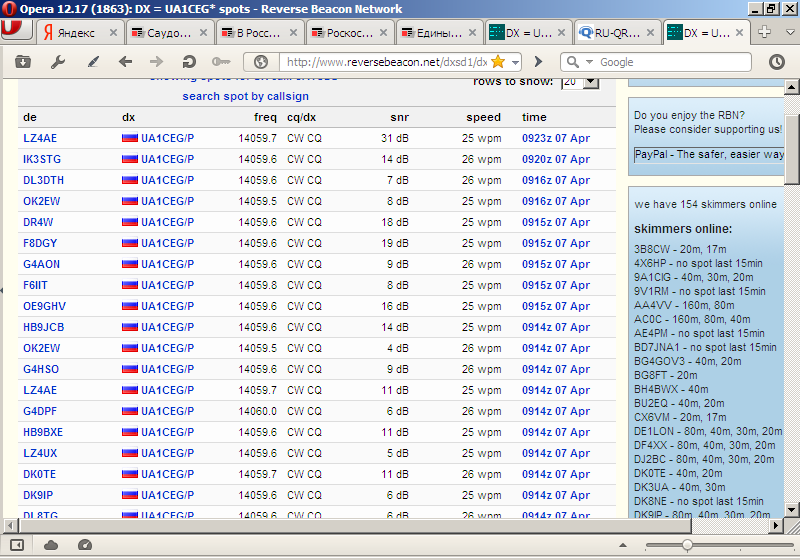 Opera 12.17 (1863): DX = UA1CEG* spots - Reverse Beacon Network
Яндекс
Саудо...
В Росс...
Роскос...
Едины...
DX = U...
RU-QR...
DX = U...
http://www.reversebeacon.net/dxsd1/dx
Google
rows to show: 20
search spot by callsign
de dx freq cq/dx snr speed time
LZ4AE UA1CEG/P 14059.7 CW CQ 31 dB 25 wpm 0923z 07 Apr
IK3STG UA1CEG/P 14059.6 CW CQ 14 dB 26 wpm 0920z 07 Apr
DL3DTH UA1CEG/P 14059.6 CW CQ 7 dB 26 wpm 0916z 07 Apr
OK2EW UA1CEG/P 14059.5 CW CQ 8 dB 25 wpm 0916z 07 Apr
DR4W UA1CEG/P 14059.6 CW CQ 18 dB 25 wpm 0915z 07 Apr
F8DGY UA1CEG/P 14059.6 CW CQ 19 dB 25 wpm 0915z 07 Apr
G4AON UA1CEG/P 14059.6 CW CQ 9 dB 26 wpm 0915z 07 Apr
F6IIT UA1CEG/P 14059.8 CW CQ 8 dB 25 wpm 0915z 07 Apr
OE9GHV UA1CEG/P 14059.6 CW CQ 16 dB 25 wpm 0915z 07 Apr
HB9JCB UA1CEG/P 14059.6 CW CQ 14 dB 25 wpm 0914z 07 Apr
OK2EW UA1CEG/P 14059.5 CW CQ 4 dB 26 wpm 0914z 07 Apr
G4HSO UA1CEG/P 14059.6 CW CQ 9 dB 26 wpm 0914z 07 Apr
LZ4AE UA1CEG/P 14059.7 CW CQ 11 dB 25 wpm 0914z 07 Apr
G4DPF UA1CEG/P 14060.0 CW CQ 6 dB 26 wpm 0914z 07 Apr
HB9BXE UA1CEG/P 14059.6 CW CQ 11 dB 25 wpm 0914z 07 Apr
LZ4UX UA1CEG/P 14059.6 CW CQ 5 dB 25 wpm 0914z 07 Apr
DK0TE UA1CEG/P 14059.7 CW CQ 11 dB 26 wpm 0914z 07 Apr
DK9IP UA1CEG/P 14059.6 CW CQ 6 dB 25 wpm 0914z 07 Apr
DL8TG UA1CEG/P 14059.6 CW CQ 6 dB 26 wpm 0914z 07 Apr
Do you enjoy the RBN?
Please consider supporting us!
PayPal - The safer, easier way
we have 154 skimmers online
skimmers online:
3B8CW - 20m, 17m
4X6HP - no spot last 15min
9A1CIG - 40m, 30m, 20m
9V1RM - no spot last 15min
AA4VV - 160m, 80m
AC0C - 160m, 80m, 40m
AE4PM - no spot last 15min
BD7JNA1 - no spot last 15min
BG4GOV3 - 40m, 20m
BG8FT - 20m
BH4BWX - 40m
BU2EQ - 40m, 20m
CX6VM - 20m, 17m
DE1LON - 80m, 40m, 30m, 20m
DF4XX - 80m, 40m, 30m, 20m
DJ2BC - 80m, 40m, 30m, 20m
DK0TE - 40m, 20m
DK3UA - 40m, 30m
DK8NE - no spot last 15min
DK9IP - 80m, 40m, 30m, 20m